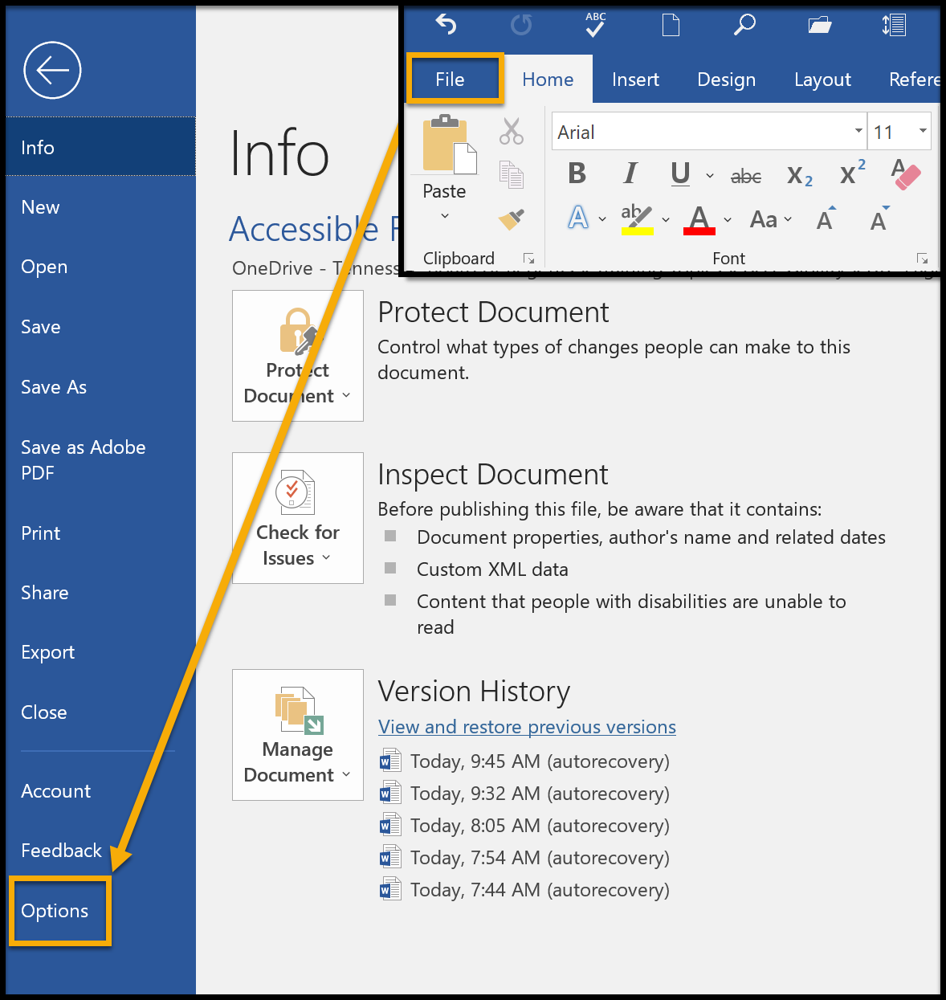 Info
New
Open
Save
Save As
Save as Adobe
PDF
Print
Share
Export
Close
Account
Feedback
Options
ABC
File
Home
Insert
Design
Layout
Refere
Paste
Clipboard
Arial
11
B I U abc X2 X2 A
A ab A Aa A A
Font
Info
Accessible
OneDrive - Tenness
Protect
Document
Protect Document
Control what types of changes people can make to this
document.
Check for
Issues
Inspect Document
Before publishing this file, be aware that it contains:
Document properties, author's name and related dates
Custom XML data
Content that people with disabilities are unable to
read
Manage
Document
Version History
View and restore previous versions
Today, 9:45 AM (autorecovery)
Today, 9:32 AM (autorecovery)
Today, 8:05 AM (autorecovery)
Today, 7:54 AM (autorecovery)
Today, 7:44 AM (autorecovery)